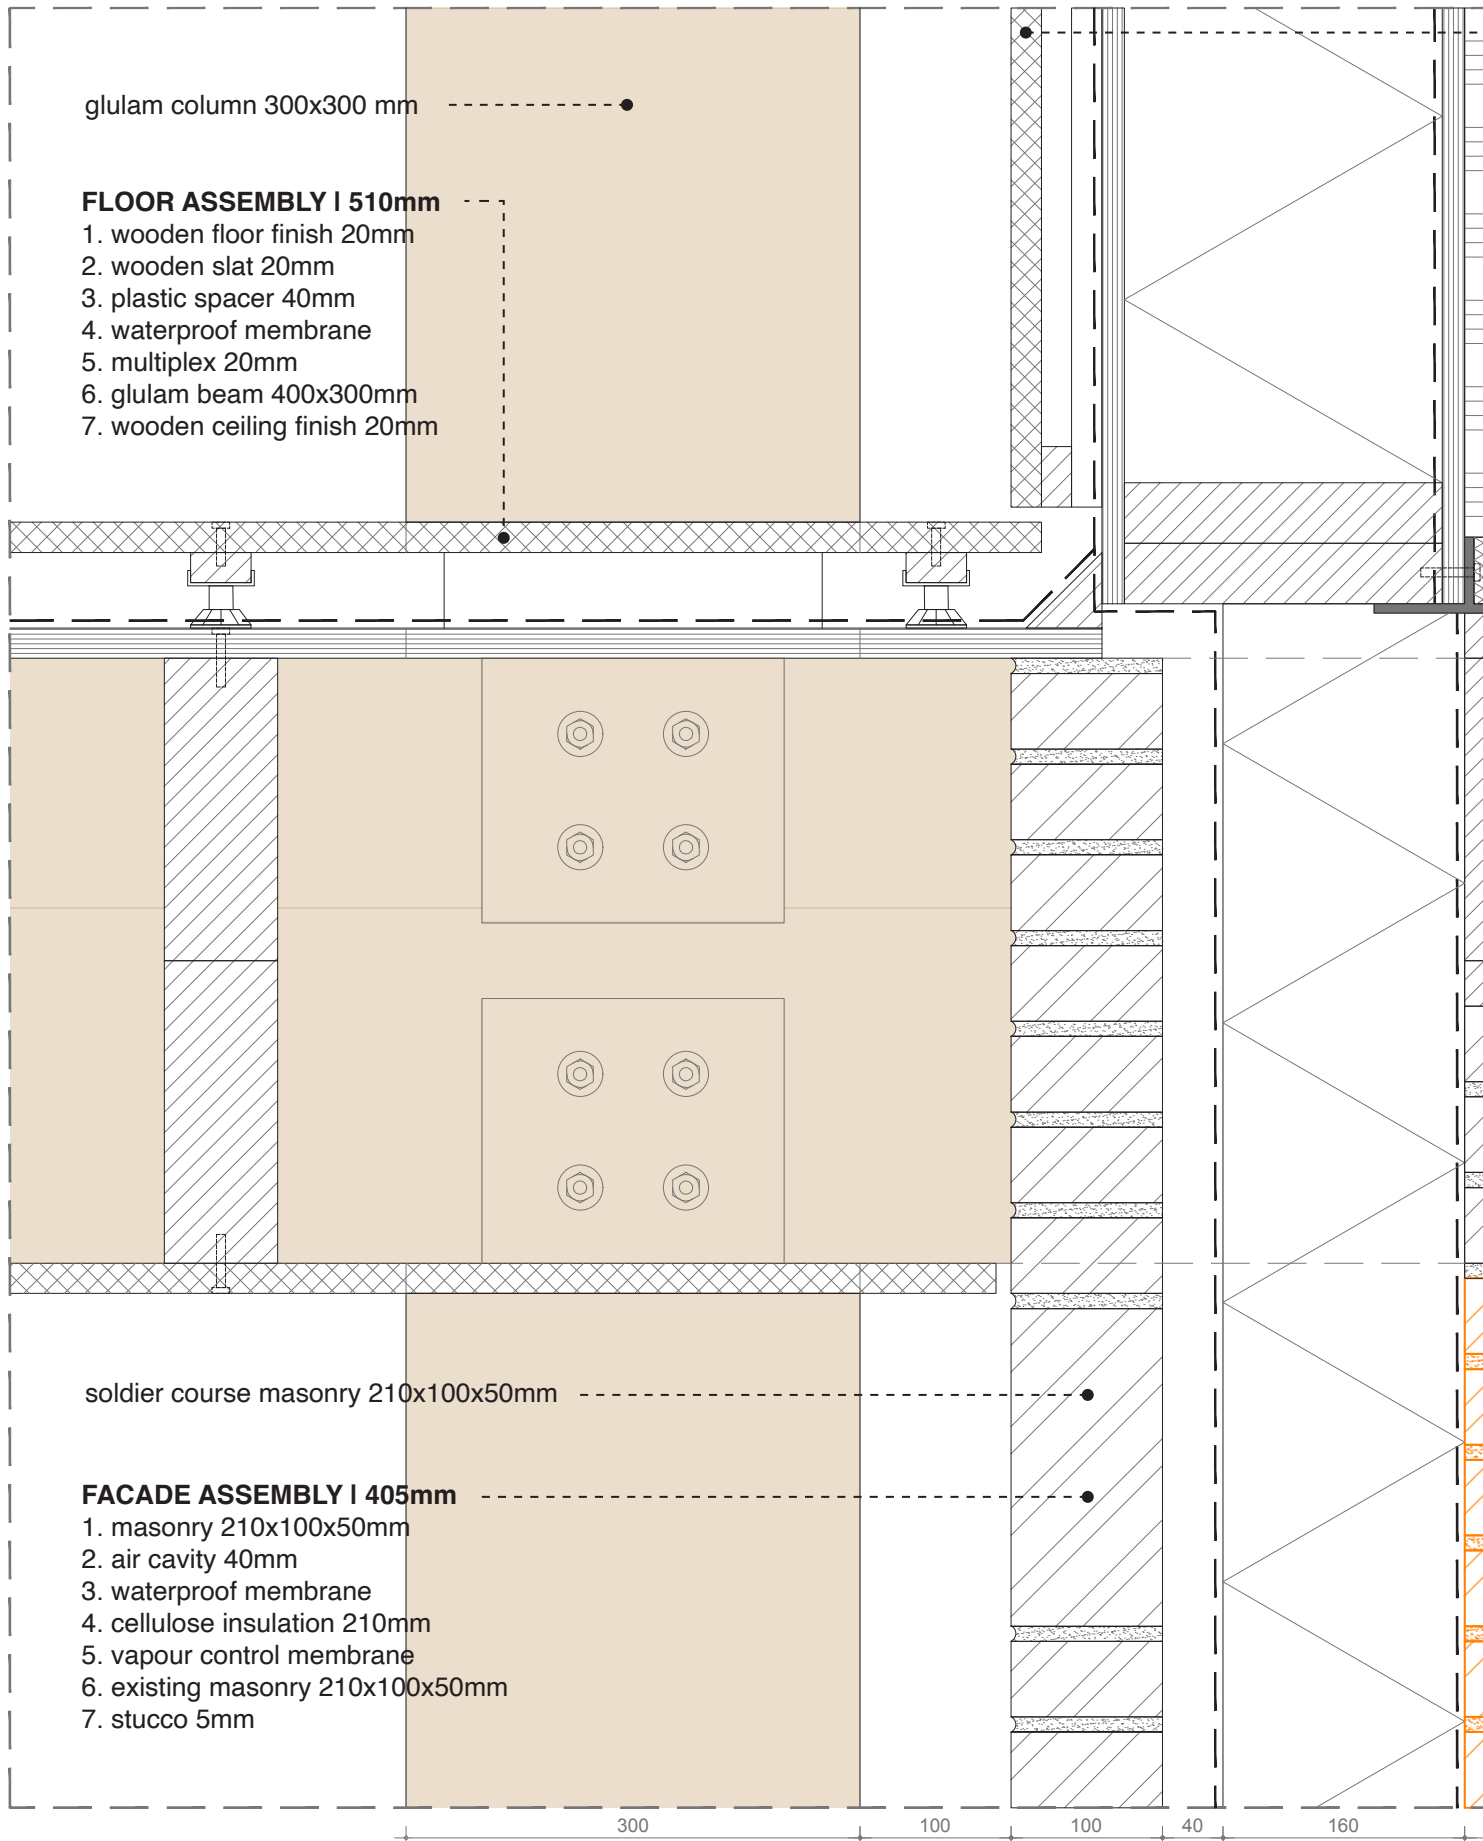 glulam column 300x300 mm
FLOOR ASSEMBLY | 510mm
1. wooden floor finish 20mm
2. wooden slat 20mm
3. plastic spacer 40mm
4. waterproof membrane
5. multiplex 20mm
6. glulam beam 400x300mm
7. wooden ceiling finish 20mm
soldier course masonry 210x100x50mm
FACADE ASSEMBLY | 405mm
1. masonry 210x100x50mm
2. air cavity 40mm
3. waterproof membrane
4. cellulose insulation 210mm
5. vapour control membrane
6. existing masonry 210x100x50mm
7. stucco 5mm
300 100 100 40 160